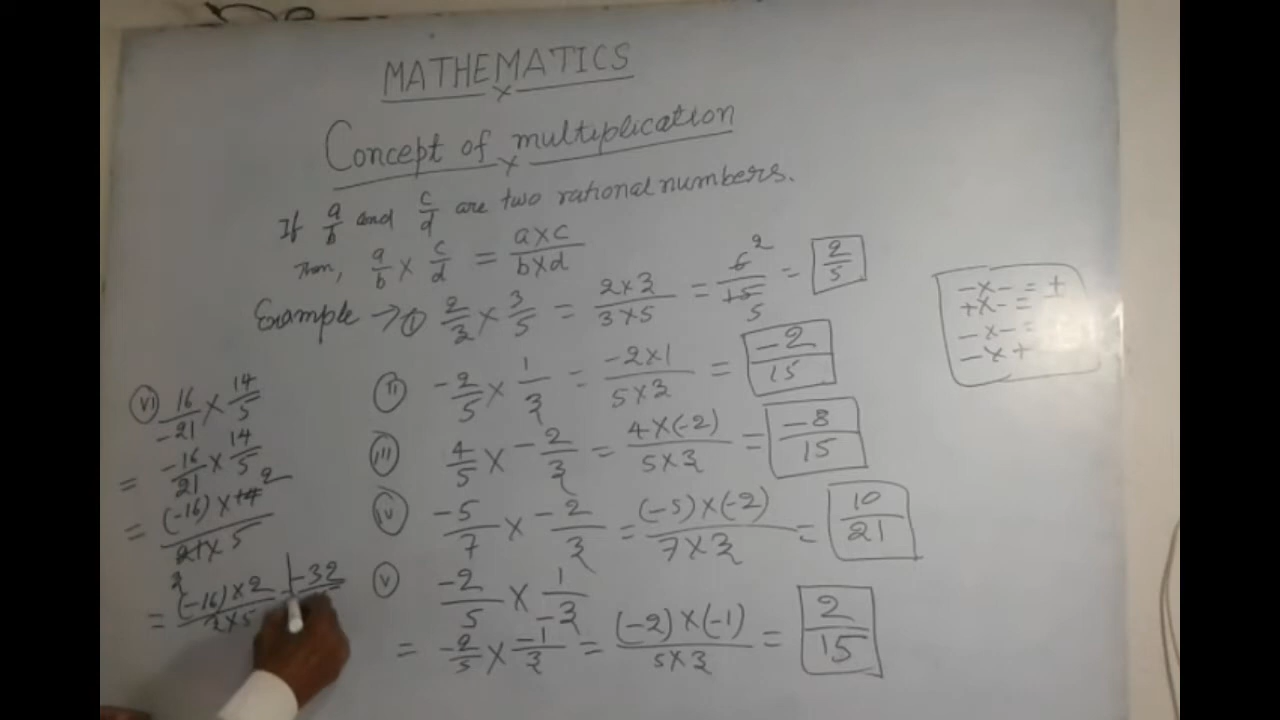 MATHEMATICS
x
Concept of multiplication
x
If a/b and c/d are two rational numbers.
Then, a/b × c/d = a×c/b×d
Example → (i) 2/3 × 3/5 = 2×3/3×5 = 6/15 2 5 = 2/5
(ii) -2/5 × 1/3 = -2×1/5×3 = -2/15
(iii) 4/5 × -2/3 = 4×(-2)/5×3 = -8/15
(iv) -5/7 × -2/3 = (-5)×(-2)/7×3 = 10/21
(v) -2/5 × 1/-3
= -2/5 × -1/3 = (-2)×(-1)/5×3 = 2/15
(vi) 16/-21 × 14/5
= -16/21 × 14/5
= (-16)×14/21×5 2 3
= (-16)×2/3×5 = -32
-×- = +
+×- =
-×- =
-×+